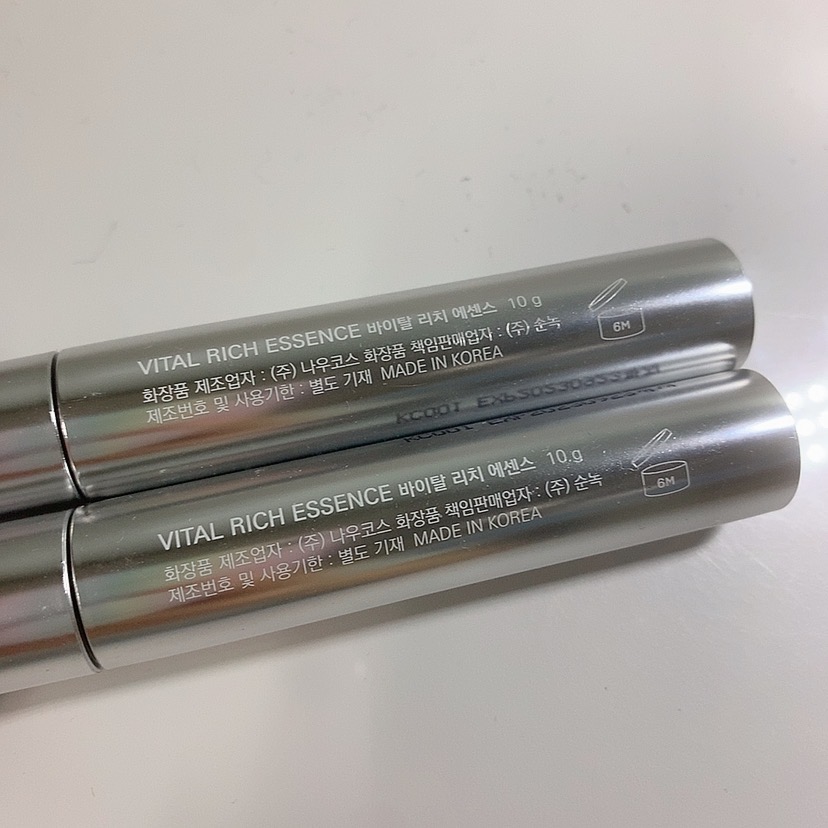 VITAL RICH ESSENCE 바이탈 리치 에센스 10 g
화장품 제조업자 : (주) 나우코스 화장품 책임판매업자 : (주) 순녹
제조번호 및 사용기한 : 별도 기재 MADE IN KOREA
6M
KC001
VITAL RICH ESSENCE 바이탈 리치 에센스 10 g
화장품 제조업자 : (주) 나우코스 화장품 책임판매업자 : (주) 순녹
제조번호 및 사용기한 : 별도 기재 MADE IN KOREA
6M